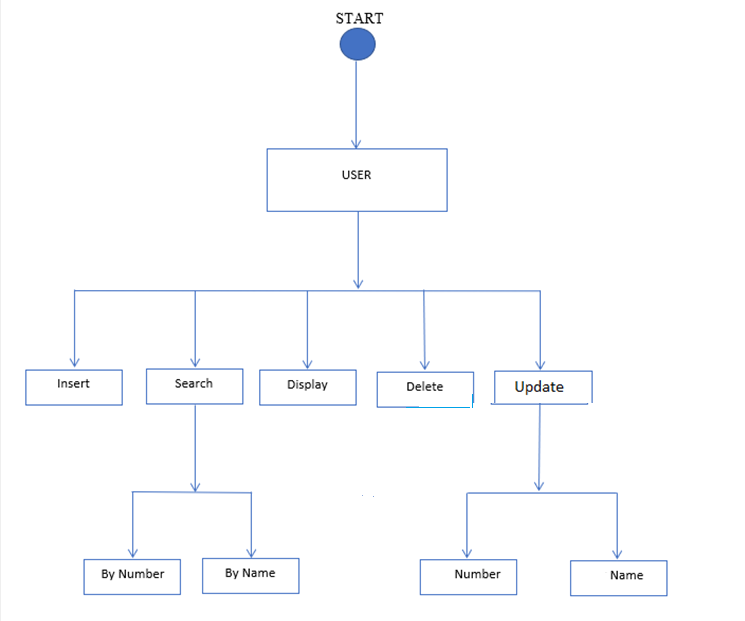 START
USER
Insert
Search
Display
Delete
Update
By Number
By Name
Number
Name